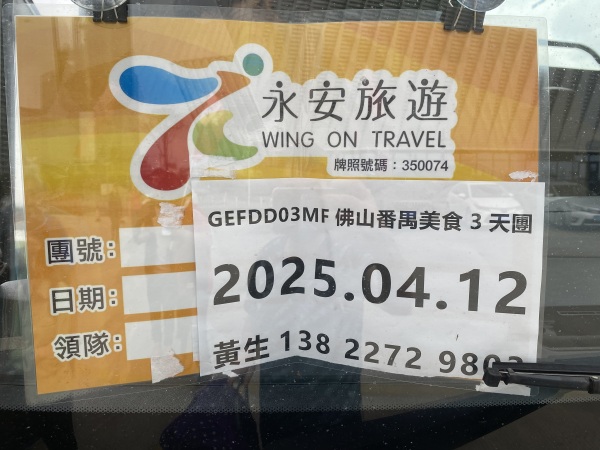 永安旅遊
WING ON TRAVEL
牌照號碼：350074
GEFDD03MF 佛山番禺美食 3 天團
2025.04.12
黃生 138 2272 9803
團號：
日期：
領隊：